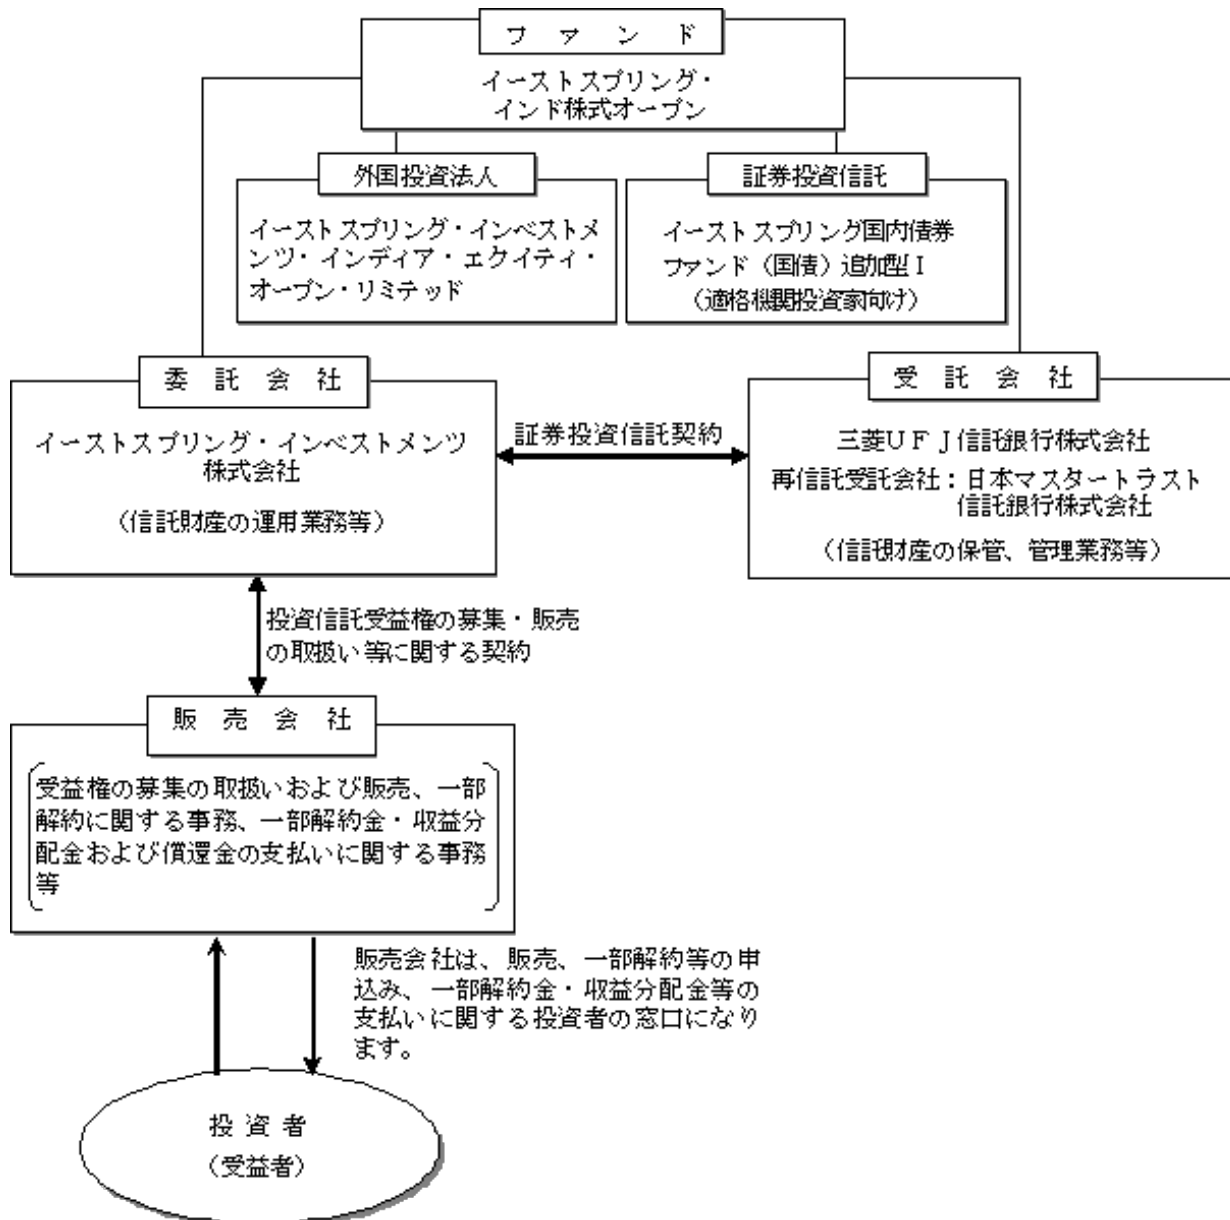 ファンド
イーストスプリング・
インド株式オープン
外国投資法人
イーストスプリング・インベストメ
ンツ・インディア・エクイティ・
オープン・リミテッド
証券投資信託
イーストスプリング国内債券
ファンド（国債）追加型Ⅰ
（適格機関投資家向け）
委託会社
イーストスプリング・インベストメンツ
株式会社
（信託財産の運用業務等）
証券投資信託契約
受託会社
三菱ＵＦＪ信託銀行株式会社
再信託受託会社：日本マスタートラスト
信託銀行株式会社
（信託財産の保管、管理業務等）
投資信託受益権の募集・販売
の取扱い等に関する契約
販売会社
受益権の募集の取扱いおよび販売、一部
解約に関する事務、一部解約金・収益分
配金および償還金の支払いに関する事務
等
販売会社は、販売、一部解約等の申
込み、一部解約金・収益分配金等の
支払いに関する投資者の窓口になり
ます。
投資者
（受益者）